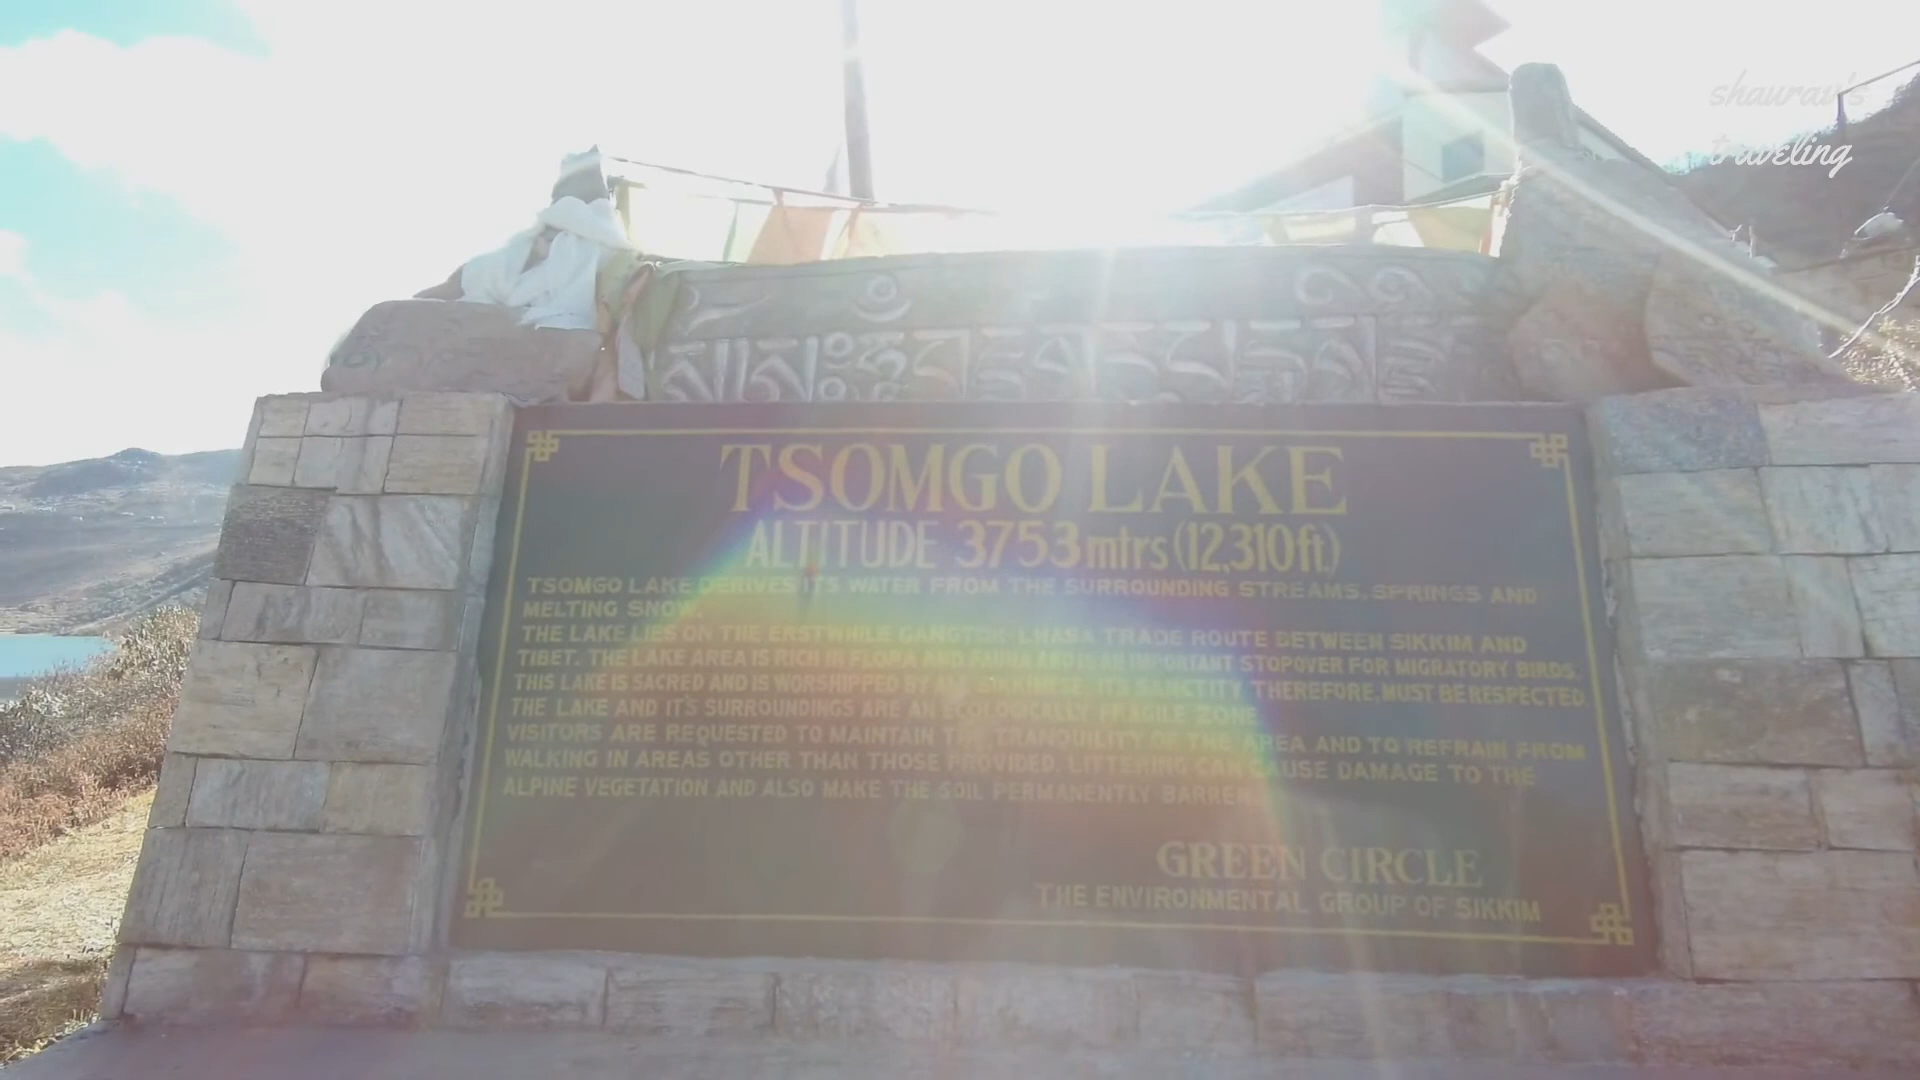 shaurav's
traveling
TSOMGO LAKE
ALTITUDE 3753 mtrs (12,310ft.)
TSOMGO LAKE DERIVES ITS WATER FROM THE SURROUNDING STREAMS, SPRINGS AND
MELTING SNOW.
THE LAKE LIES ON THE ERSTWHILE GANGTOK LHASA TRADE ROUTE BETWEEN SIKKIM AND
TIBET. THE LAKE AREA IS RICH IN FLORA AND FAUNA AND IS AN IMPORTANT STOPOVER FOR MIGRATORY BIRDS.
THIS LAKE IS SACRED AND IS WORSHIPPED BY ALL SIKKIMESE. IT'S SANCTITY THEREFORE, MUST BE RESPECTED
THE LAKE AND IT'S SURROUNDINGS ARE AN ECOLOGICALLY FRAGILE ZONE
VISITORS ARE REQUESTED TO MAINTAIN THE TRANQUILITY OF THE AREA AND TO REFRAIN FROM
WALKING IN AREAS OTHER THAN THOSE PROVIDED. LITTERING CAN CAUSE DAMAGE TO THE
ALPINE VEGETATION AND ALSO MAKE THE SOIL PERMANENTLY BARREN.
GREEN CIRCLE
THE ENVIRONMENTAL GROUP OF SIKKIM